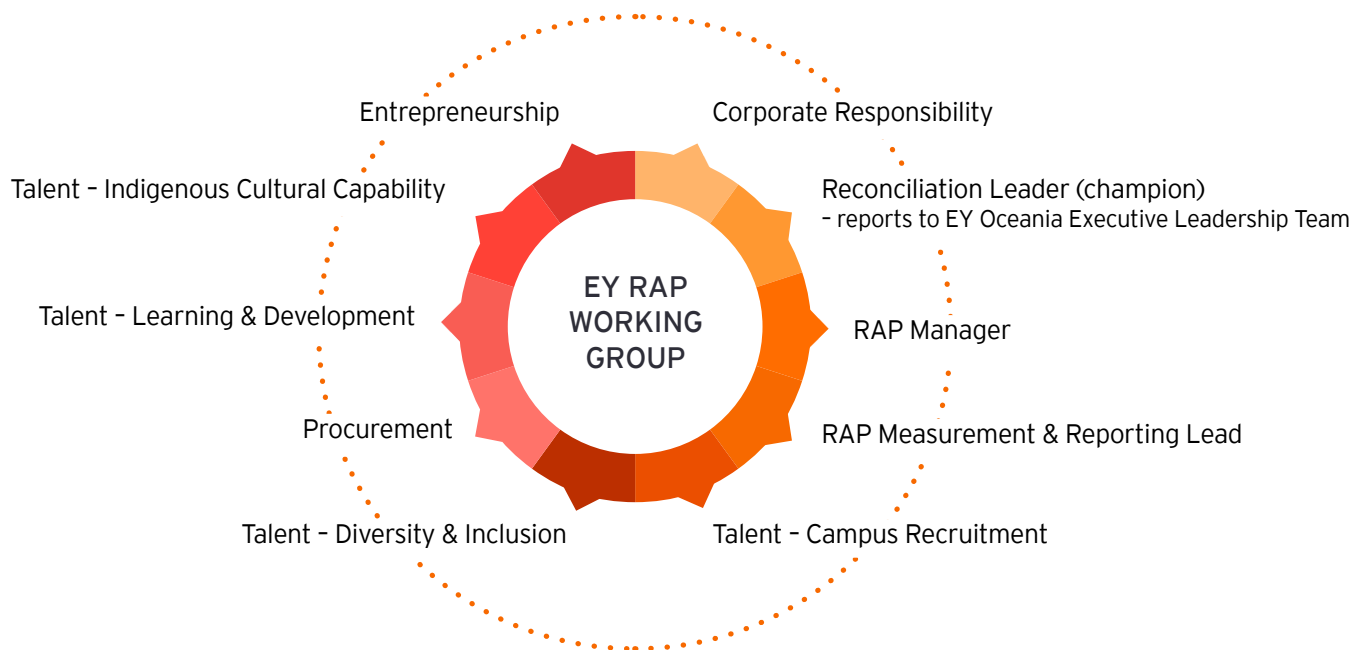 Entrepreneurship
Corporate Responsibility
Talent – Indigenous Cultural Capability
Reconciliation Leader (champion)
– reports to EY Oceania Executive Leadership Team
EY RAP
WORKING
GROUP
Talent – Learning & Development
RAP Manager
Procurement
RAP Measurement & Reporting Lead
Talent – Diversity & Inclusion
Talent – Campus Recruitment